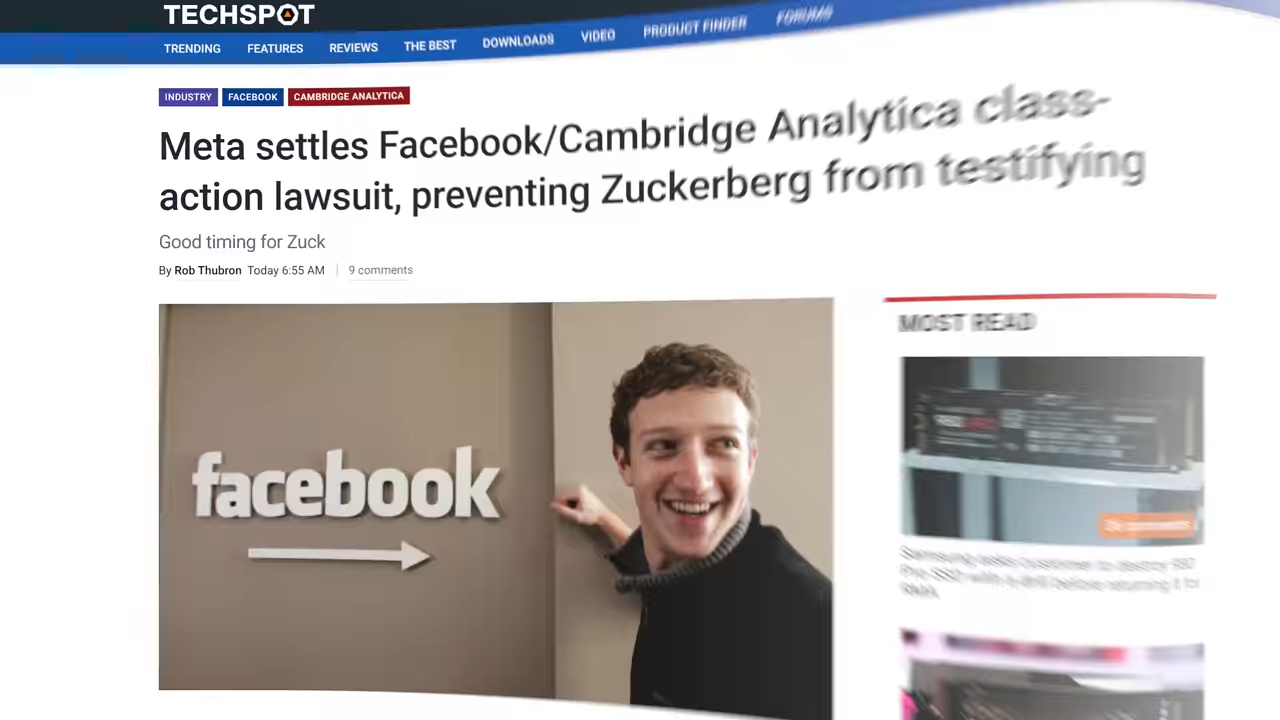 TECHSPOT
TRENDING FEATURES REVIEWS THE BEST DOWNLOADS VIDEO PRODUCT FINDER FORUMS
INDUSTRY FACEBOOK CAMBRIDGE ANALYTICA
Meta settles Facebook/Cambridge Analytica class-
action lawsuit, preventing Zuckerberg from testifying
Good timing for Zuck
By Rob Thubron Today 6:55 AM 9 comments
facebook
MOST READ